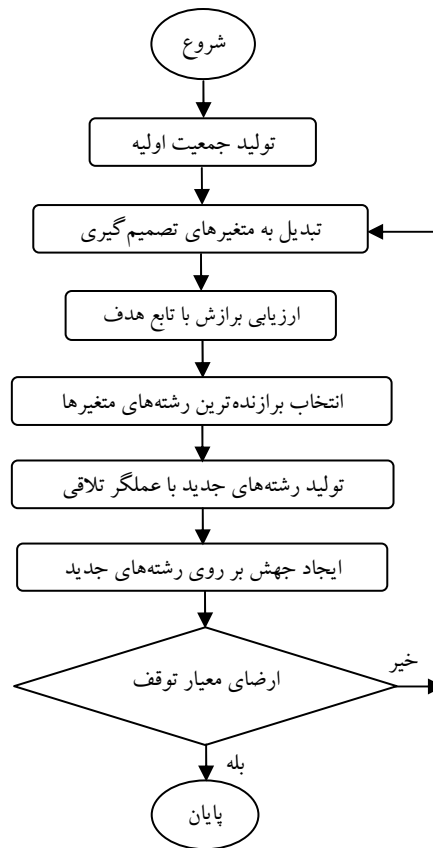 شروع
تولید جمعیت اولیه
تبدیل به متغیرهای تصمیم‌گیری
ارزیابی برازش با تابع هدف
انتخاب برازنده‌ترین رشته‌های متغیرها
تولید رشته‌های جدید با عملگر تلاقی
ایجاد جهش بر روی رشته‌های جدید
ارضای معیار توقف
خیر
بله
پایان